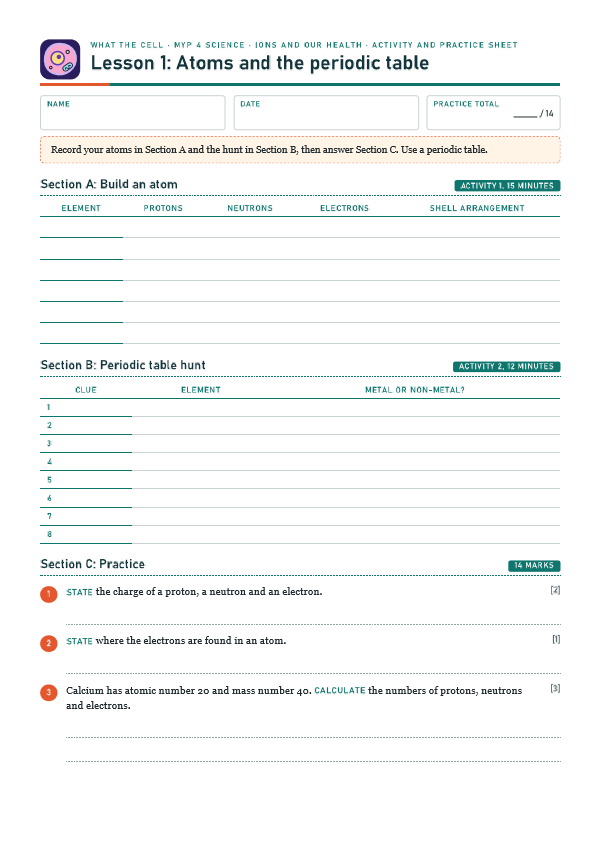 WHAT THE CELL · MYP 4 SCIENCE · IONS AND OUR HEALTH · ACTIVITY AND PRACTICE SHEET
Lesson 1: Atoms and the periodic table
NAME
DATE
PRACTICE TOTAL
_____ / 14
Record your atoms in Section A and the hunt in Section B, then answer Section C. Use a periodic table.
Section A: Build an atom
ACTIVITY 1, 15 MINUTES
ELEMENT PROTONS NEUTRONS ELECTRONS SHELL ARRANGEMENT
Section B: Periodic table hunt
ACTIVITY 2, 12 MINUTES
CLUE ELEMENT METAL OR NON-METAL?
1
2
3
4
5
6
7
8
Section C: Practice
14 MARKS
1 STATE the charge of a proton, a neutron and an electron. [2]
2 STATE where the electrons are found in an atom. [1]
3 Calcium has atomic number 20 and mass number 40. CALCULATE the numbers of protons, neutrons [3]
and electrons.